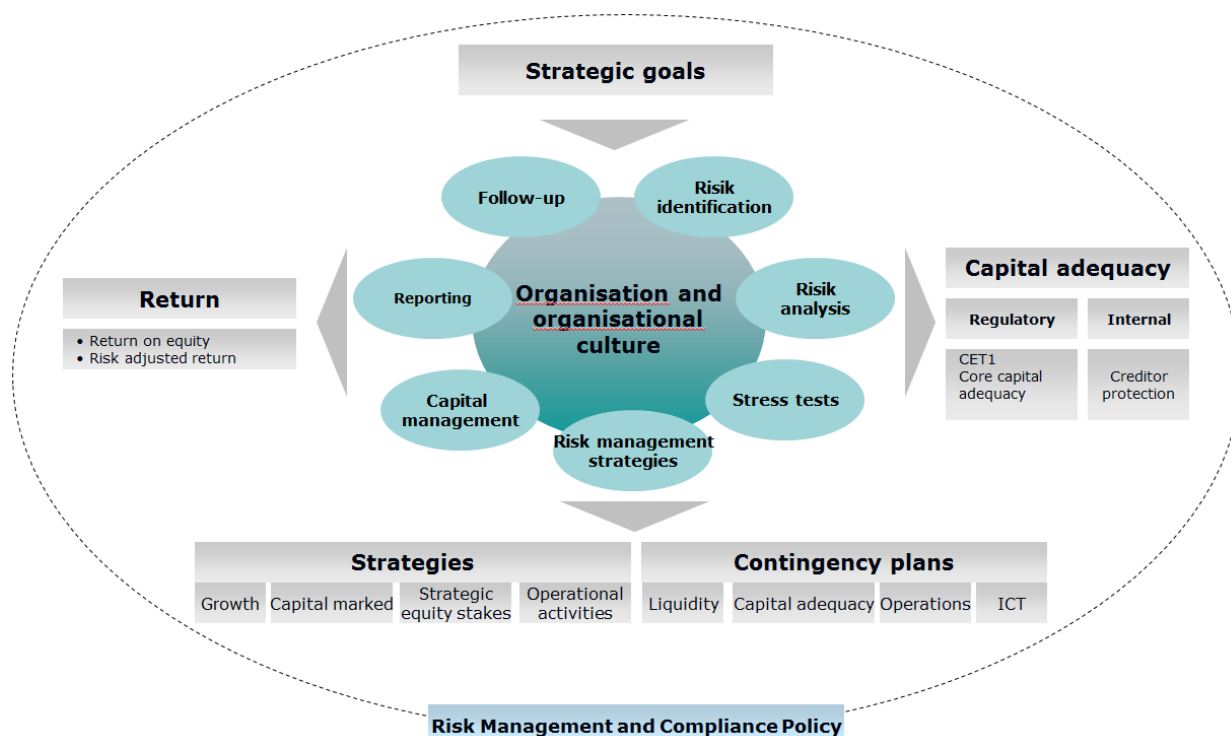 Strategic goals
Follow-up
Risik
identification
Return
• Return on equity
• Risk adjusted return
Reporting
Organisation and
organisational
culture
Risik
analysis
Capital adequacy
Regulatory
Internal
CET1
Core capital
adequacy
Creditor
protection
Capital
management
Stress tests
Risk management
strategies
Strategies
Growth
Capital marked
Strategic
equity stakes
Operational
activities
Contingency plans
Liquidity
Capital adequacy
Operations
ICT
Risk Management and Compliance Policy